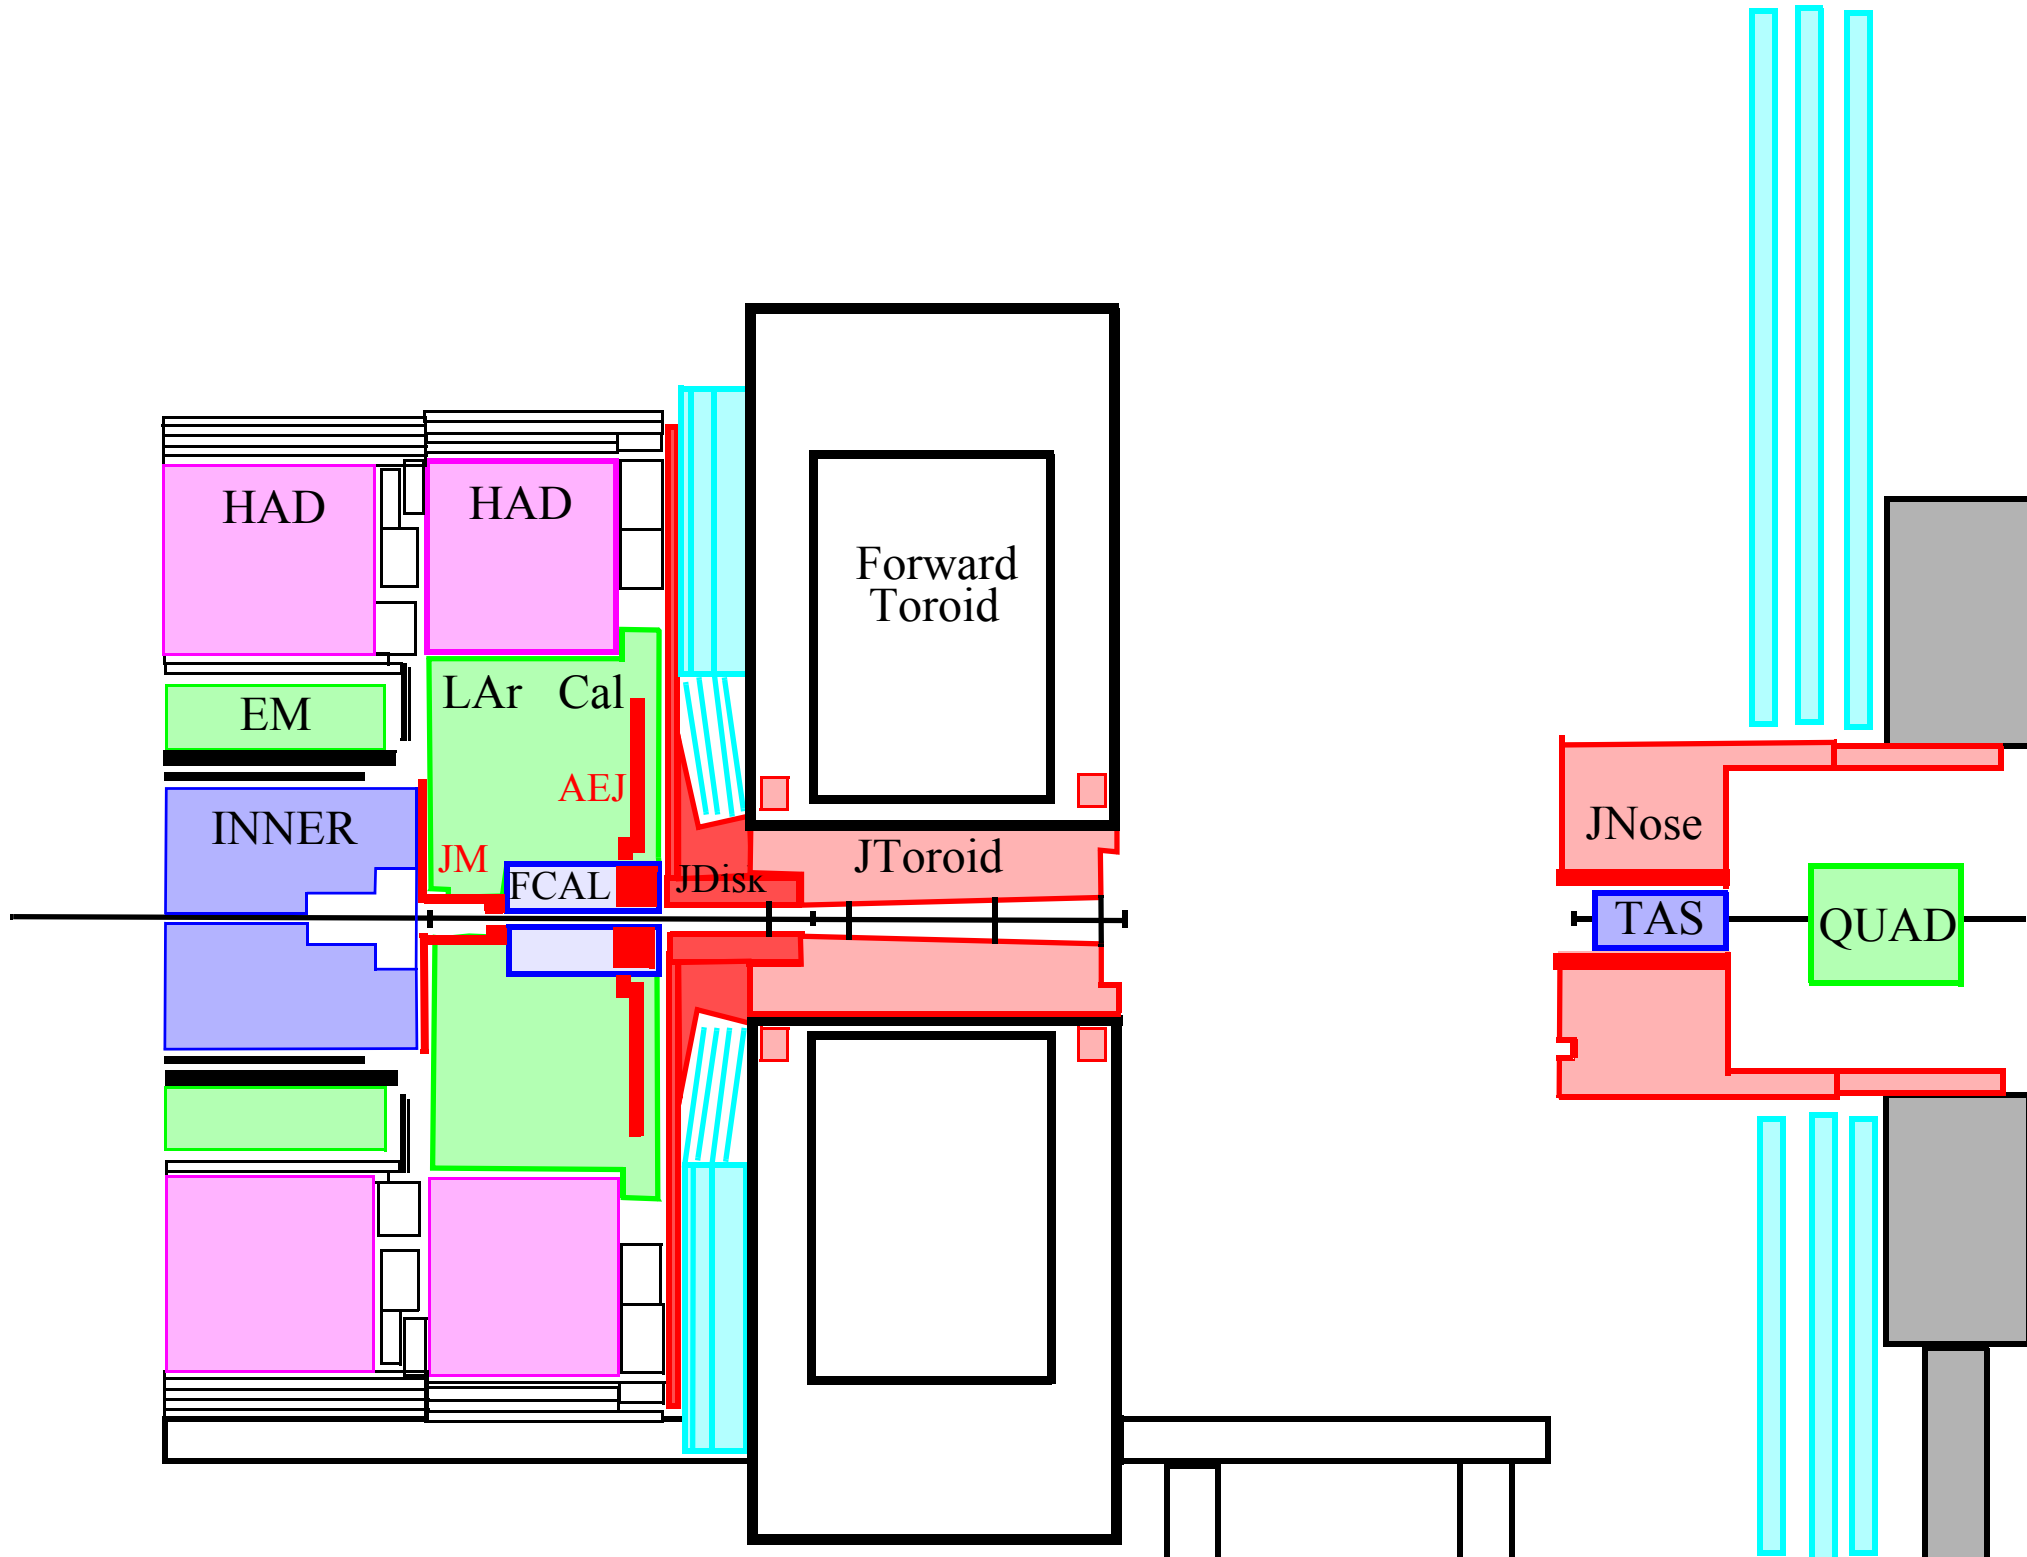 HAD
HAD
Forward
Toroid
LAr Cal
EM
AEJ
INNER
JM
JToroid
JNose
FCAL
JDisk
TAS
QUAD